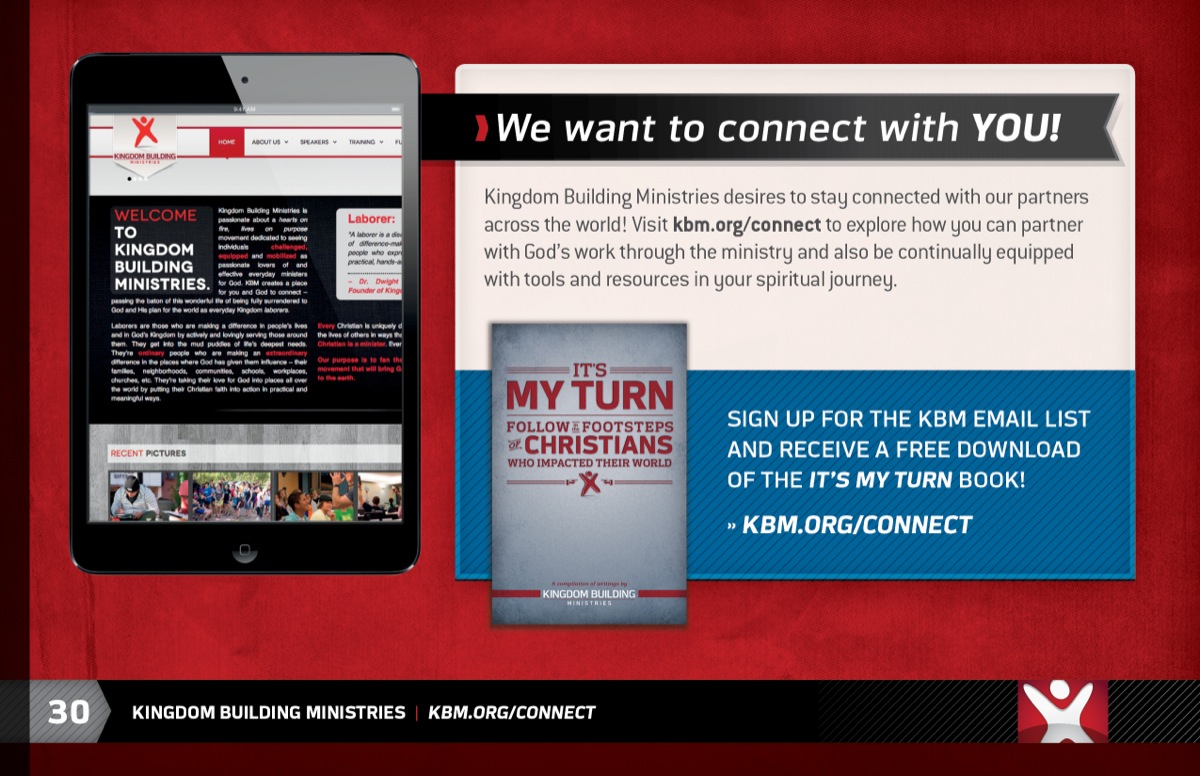 9:41 AM
KINGDOM BUILDING
MINISTRIES
HOME
ABOUT US
SPEAKERS
TRAINING
FU
WELCOME
TO
KINGDOM
BUILDING
MINISTRIES.
Kingdom Building Ministries is
passionate about a hearts on
fire, lives on purpose
movement dedicated to seeing
individuals challenged,
equipped and mobilized as
passionate lovers of and
effective everyday ministers
for God. KBM creates a place
for you and God to connect –
passing the baton of this wonderful life of being fully surrendered to
God and His plan for the world as everyday Kingdom laborers.
Laborers are those who are making a difference in people's lives
and in God's Kingdom by actively and lovingly serving those around
them. They get into the mud puddles of life's deepest needs.
They're ordinary people who are making an extraordinary
difference in the places where God has given them influence – their
families, neighborhoods, communities, schools, workplaces,
churches, etc. They're taking their love for God into places all over
the world by putting their Christian faith into action in practical and
meaningful ways.
Laborer:
"A laborer is a disc
of difference-mak
people who expr
practical, hands-a
– Dr. Dwight
Founder of Kingd
Every Christian is uniquely d
the lives of others in ways tha
Christian is a minister. Ever
Our purpose is to fan the
movement that will bring G
to the earth.
RECENT PICTURES
We want to connect with YOU!
Kingdom Building Ministries desires to stay connected with our partners
across the world! Visit kbm.org/connect to explore how you can partner
with God's work through the ministry and also be continually equipped
with tools and resources in your spiritual journey.
IT'S
MY TURN
FOLLOW IN THE FOOTSTEPS
OF CHRISTIANS
WHO IMPACTED THEIR WORLD
A compilation of writings by
KINGDOM BUILDING
MINISTRIES
SIGN UP FOR THE KBM EMAIL LIST
AND RECEIVE A FREE DOWNLOAD
OF THE IT'S MY TURN BOOK!
» KBM.ORG/CONNECT
30
KINGDOM BUILDING MINISTRIES | KBM.ORG/CONNECT